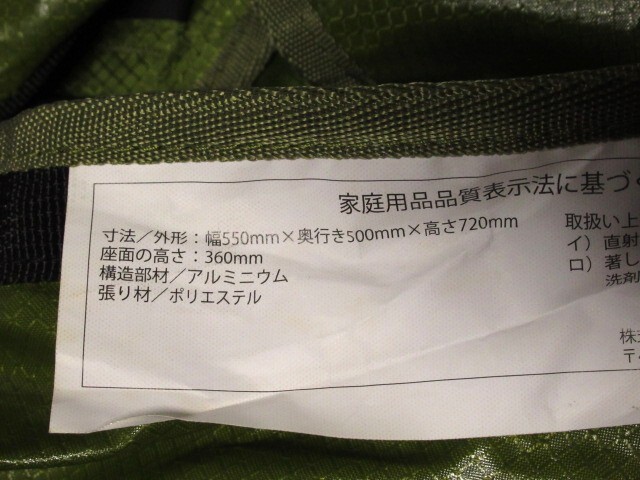 家庭用品品質表示法に基づく
寸法／外形：幅550mm×奥行き500mm×高さ720mm
座面の高さ：360mm
構造部材／アルミニウム
張り材／ポリエステル
取扱い上
イ）直射
ロ）著し
洗剤
株式
〒4